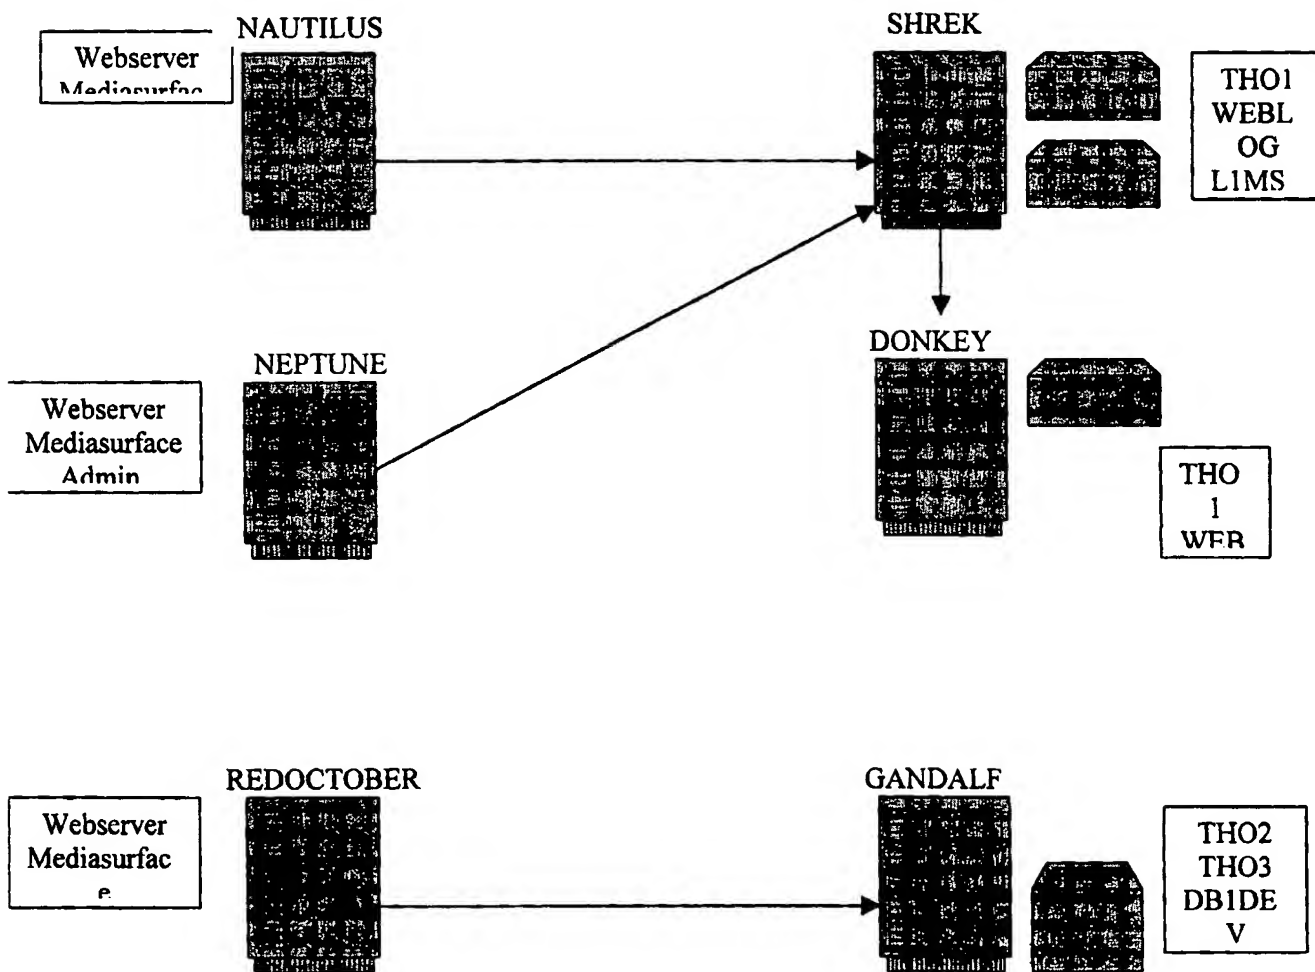 NAUTILUS
SHREK
Webserver
Mediasurfac
THO1
WEBL
OG
L1MS
DONKEY
NEPTUNE
Webserver
Mediasurface
Admin
THO
1
WEB
REDOCTOBER
GANDALF
Webserver
Mediasurfac
e
THO2
THO3
DB1DE
V